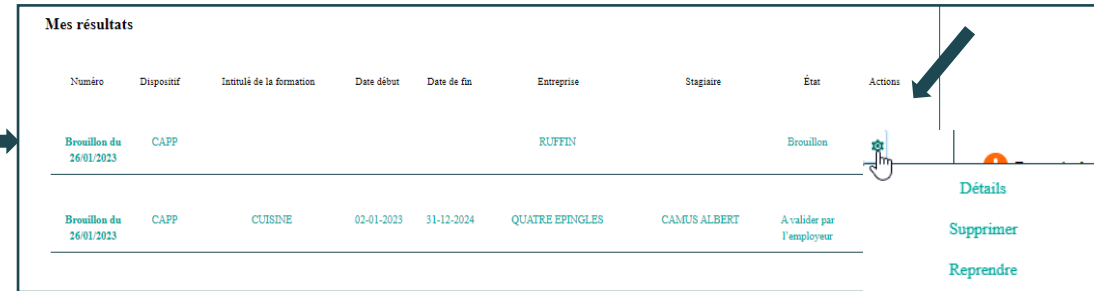 Mes résultats
Numéro Dispositif Intitulé de la formation Date début Date de fin Entreprise Stagiaire État Actions
Brouillon du CAPP RUFFIN Brouillon
26/01/2023
Détails
Brouillon du CAPP CUISINE 02-01-2023 31-12-2024 QUATRE EPINGLES CAMUS ALBERT A valider par
26/01/2023 l'employeur
Supprimer
Reprendre